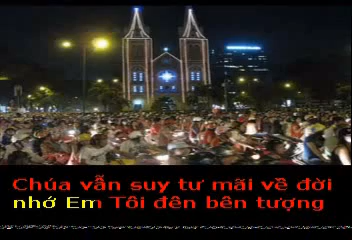 Chúa vẫn suy tư mãi về đời
nhớ Em Tôi đên bên tượng